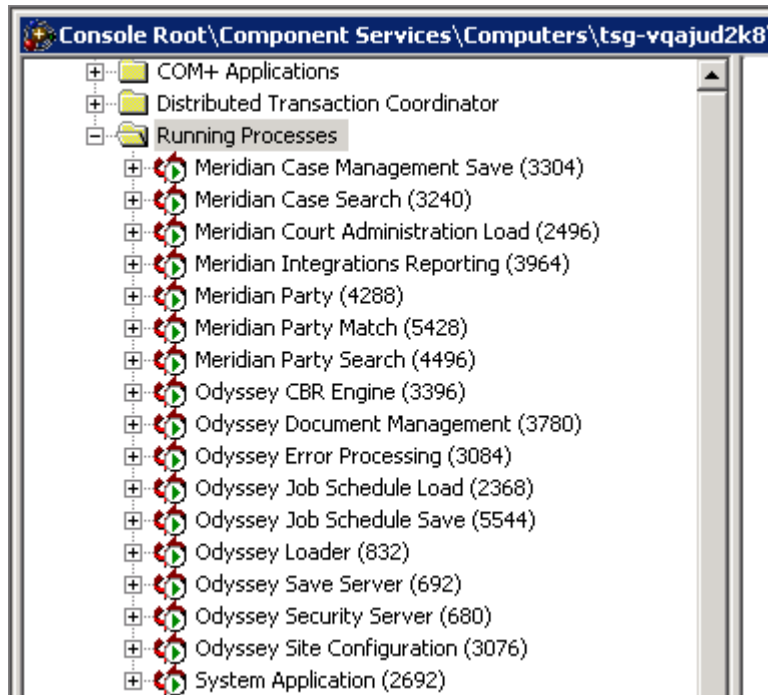 Console Root\Component Services\Computers\tsg-vqajud2k8
COM+ Applications
Distributed Transaction Coordinator
Running Processes
Meridian Case Management Save (3304)
Meridian Case Search (3240)
Meridian Court Administration Load (2496)
Meridian Integrations Reporting (3964)
Meridian Party (4288)
Meridian Party Match (5428)
Meridian Party Search (4496)
Odyssey CBR Engine (3396)
Odyssey Document Management (3780)
Odyssey Error Processing (3084)
Odyssey Job Schedule Load (2368)
Odyssey Job Schedule Save (5544)
Odyssey Loader (832)
Odyssey Save Server (692)
Odyssey Security Server (680)
Odyssey Site Configuration (3076)
System Application (2692)